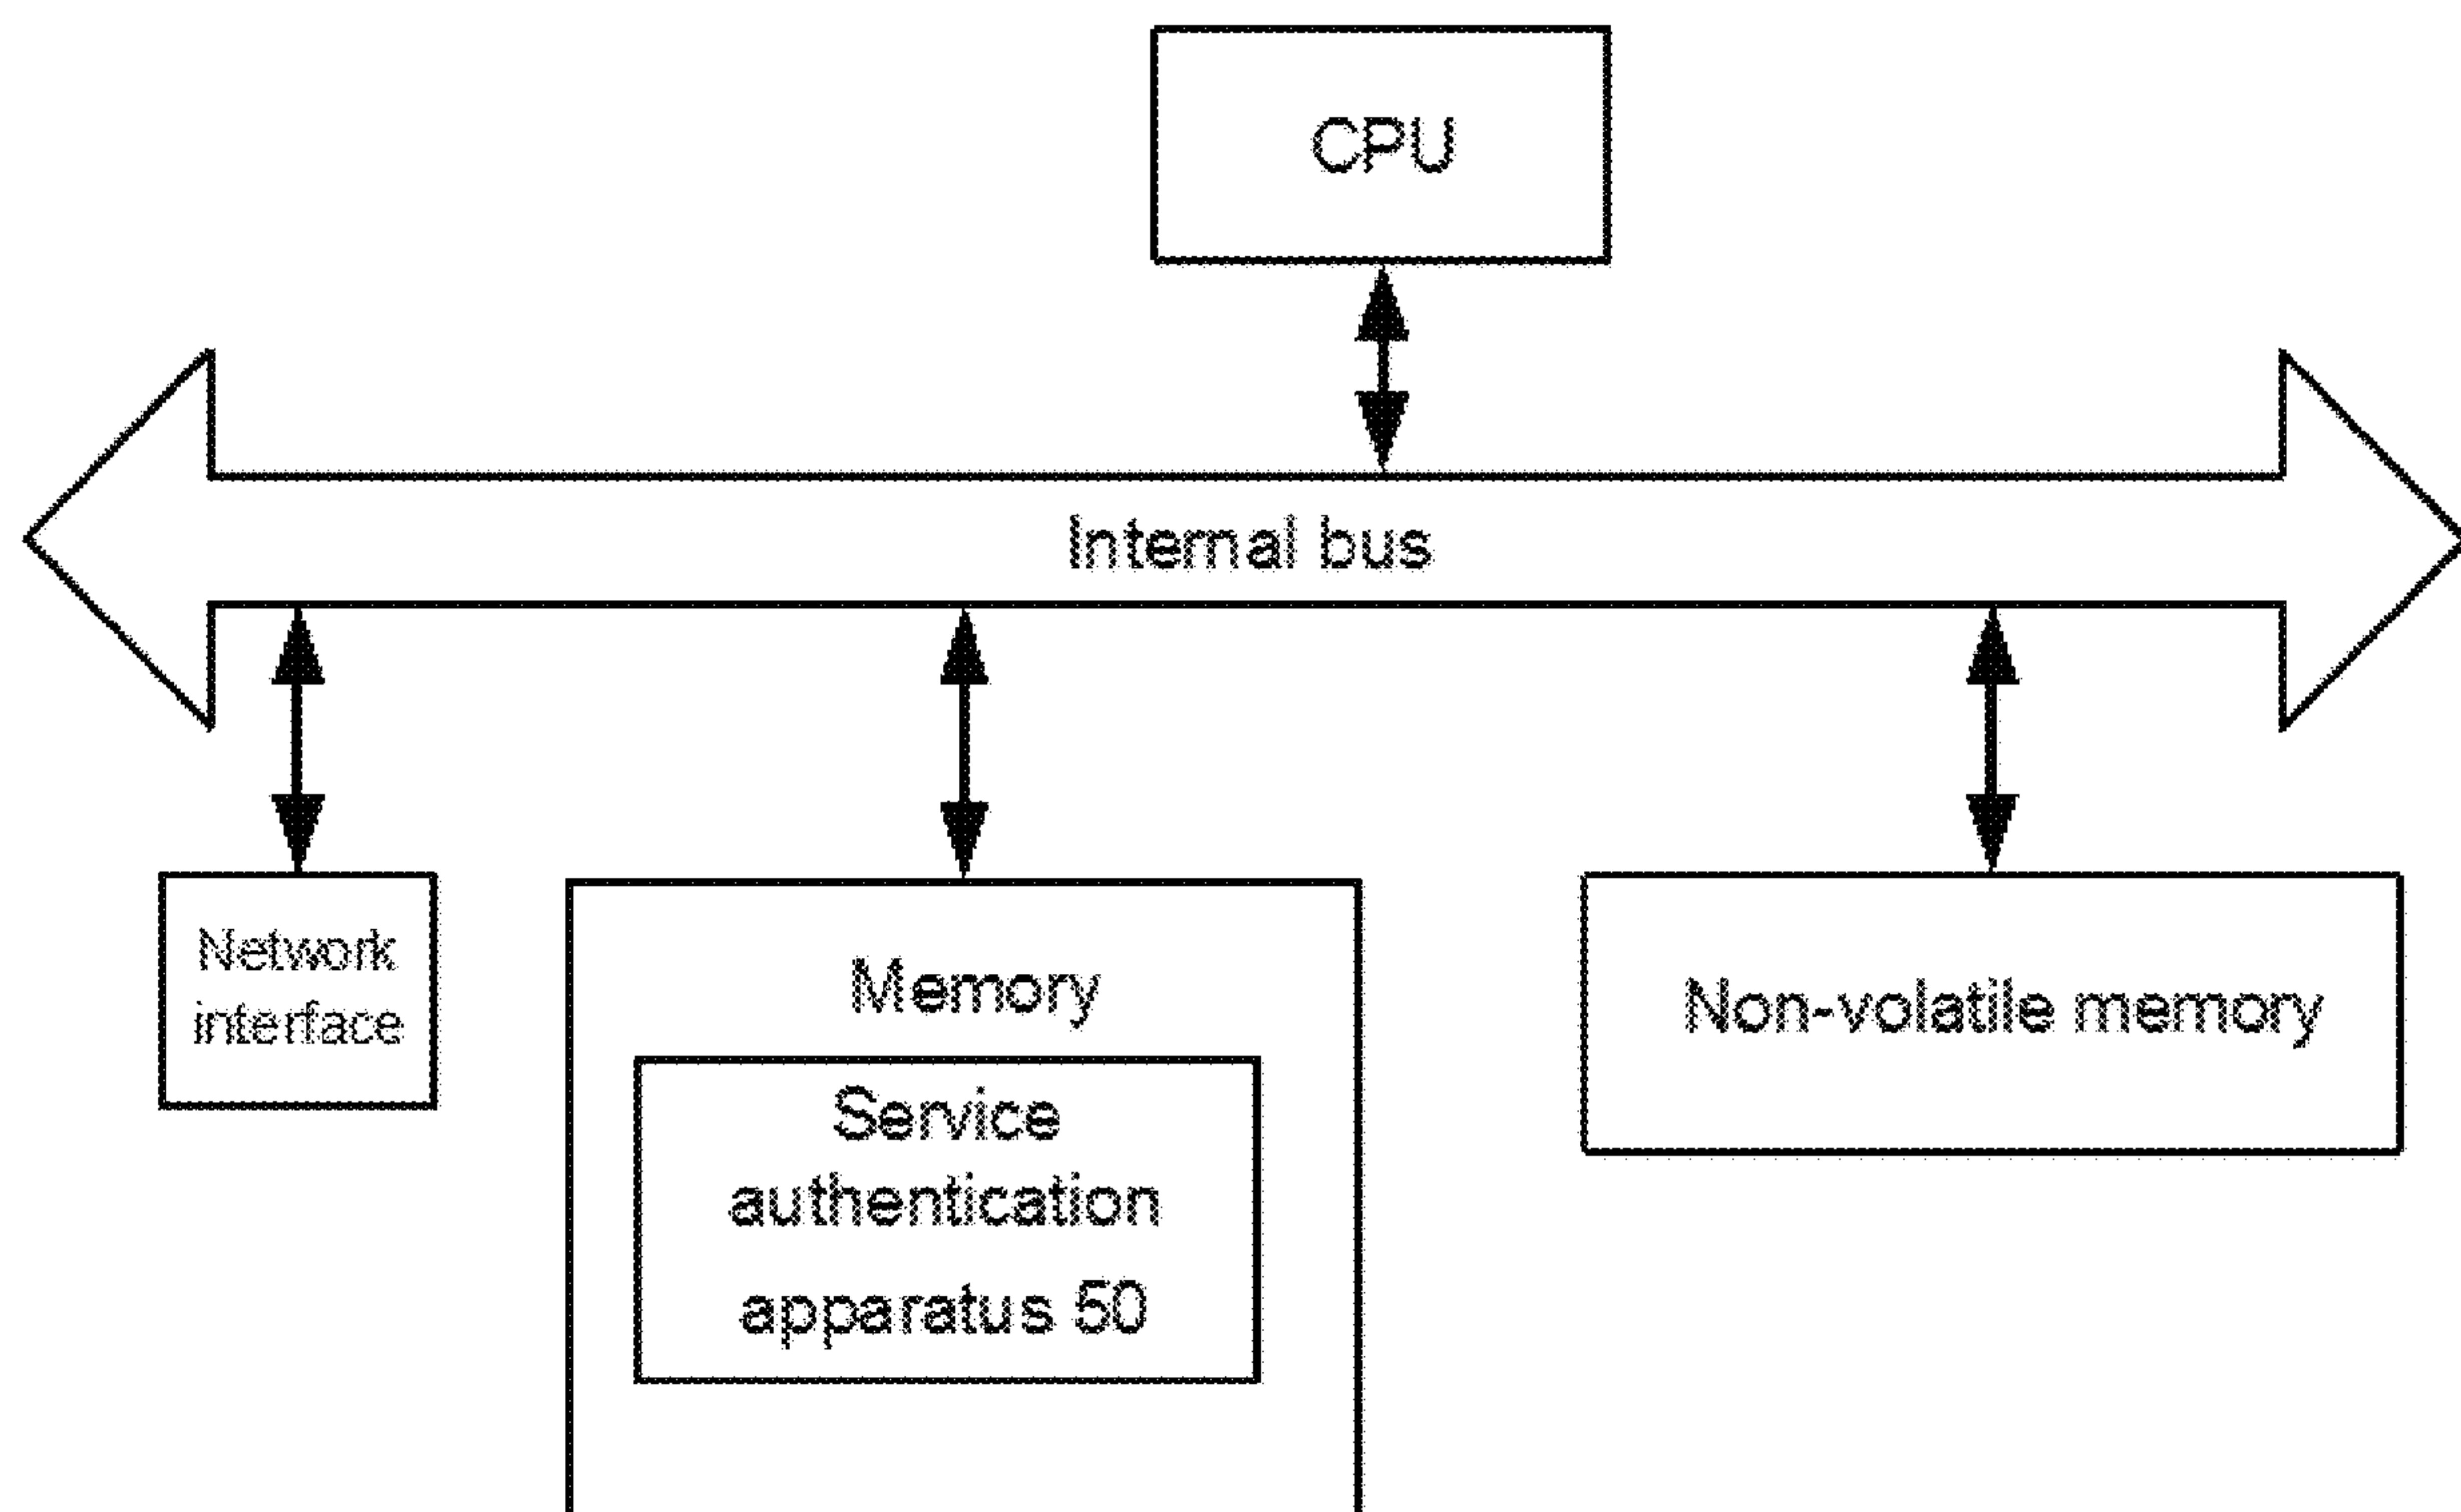 CPU
Internal bus
Network
interface
Memory
Service
authentication
apparatus 50
Non-volatile memory